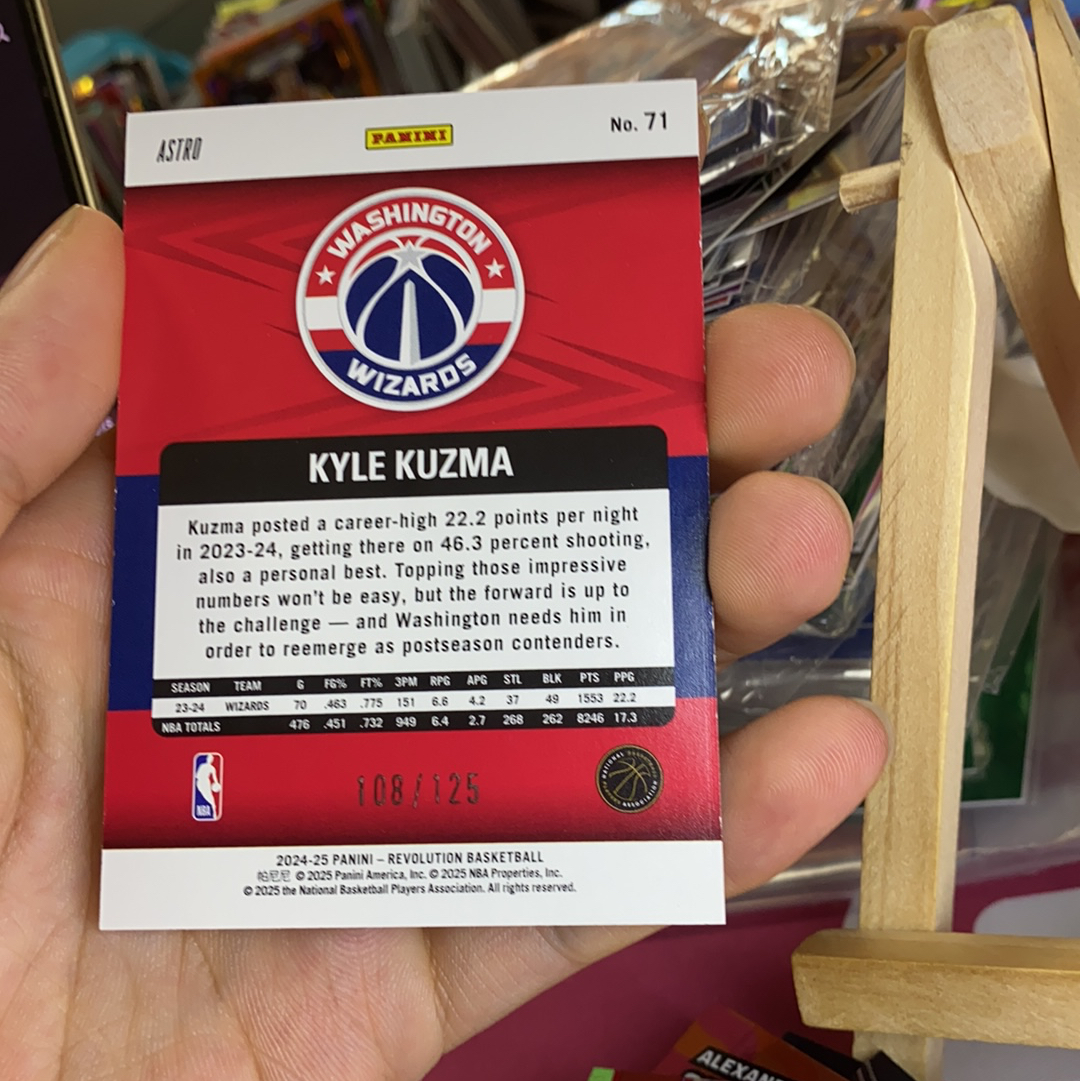 ASTRO
PANINI
No. 71
WASHINGTON
WIZARDS
KYLE KUZMA
Kuzma posted a career-high 22.2 points per night
in 2023-24, getting there on 46.3 percent shooting,
also a personal best. Topping those impressive
numbers won't be easy, but the forward is up to
the challenge — and Washington needs him in
order to reemerge as postseason contenders.
SEASON TEAM G FG% FT% 3PM RPG APG STL BLK PTS PPG
23-24 WIZARDS 70 .463 .775 151 6.6 4.2 37 49 1553 22.2
NBA TOTALS 476 .451 .732 949 6.4 2.7 268 262 8246 17.3
NBA
108/125
2024-25 PANINI – REVOLUTION BASKETBALL
帕尼尼 © 2025 Panini America, Inc. © 2025 NBA Properties, Inc.
© 2025 the National Basketball Players Association. All rights reserved.